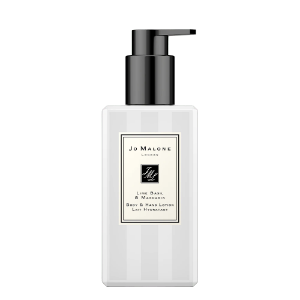 Jo Malone
London
Lime Basil
& Mandarin
Body & Hand Lotion
Lait Hydratant